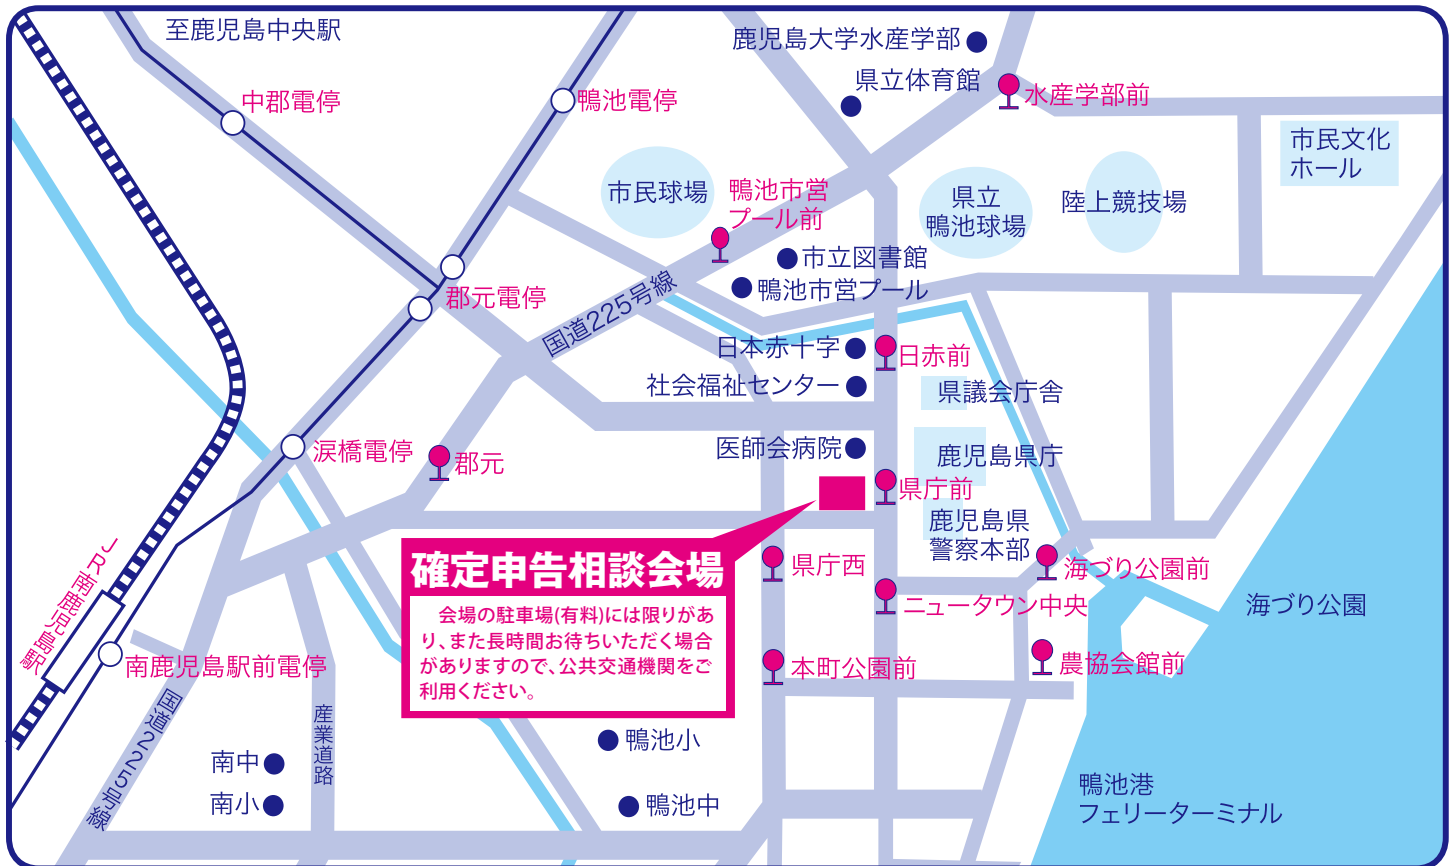 至鹿児島中央駅
鹿児島大学水産学部
県立体育館
中郡電停
鴨池電停
水産学部前
市民文化
ホール
市民球場
鴨池市営
プール前
県立
鴨池球場
陸上競技場
市立図書館
鴨池市営プール
郡元電停
国道225号線
日本赤十字
日赤前
社会福祉センター
県議会庁舎
涙橋電停
郡元
医師会病院
鹿児島県庁
県庁前
鹿児島県
警察本部
確定申告相談会場
会場の駐車場(有料)には限りがあ
り、また長時間お待ちいただく場合
がありますので、公共交通機関をご
利用ください。
県庁西
海づり公園前
ニュータウン中央
海づり公園
JR南鹿児島駅
南鹿児島駅前電停
本町公園前
農協会館前
国道225号線
産業道路
南中
南小
鴨池小
鴨池中
鴨池港
フェリーターミナル